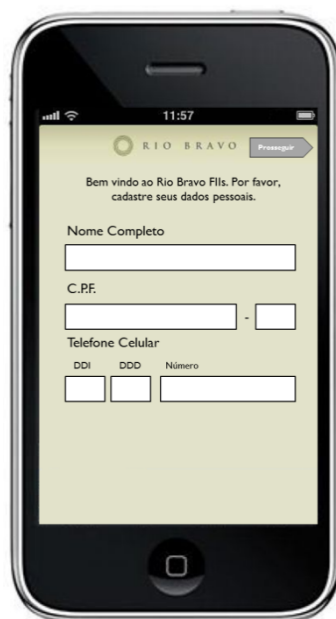 11:57
RIO BRAVO
Prosseguir
Bem vindo ao Rio Bravo FIIs. Por favor,
cadastre seus dados pessoais.
Nome Completo
C.P.F.
-
Telefone Celular
DDI DDD Número